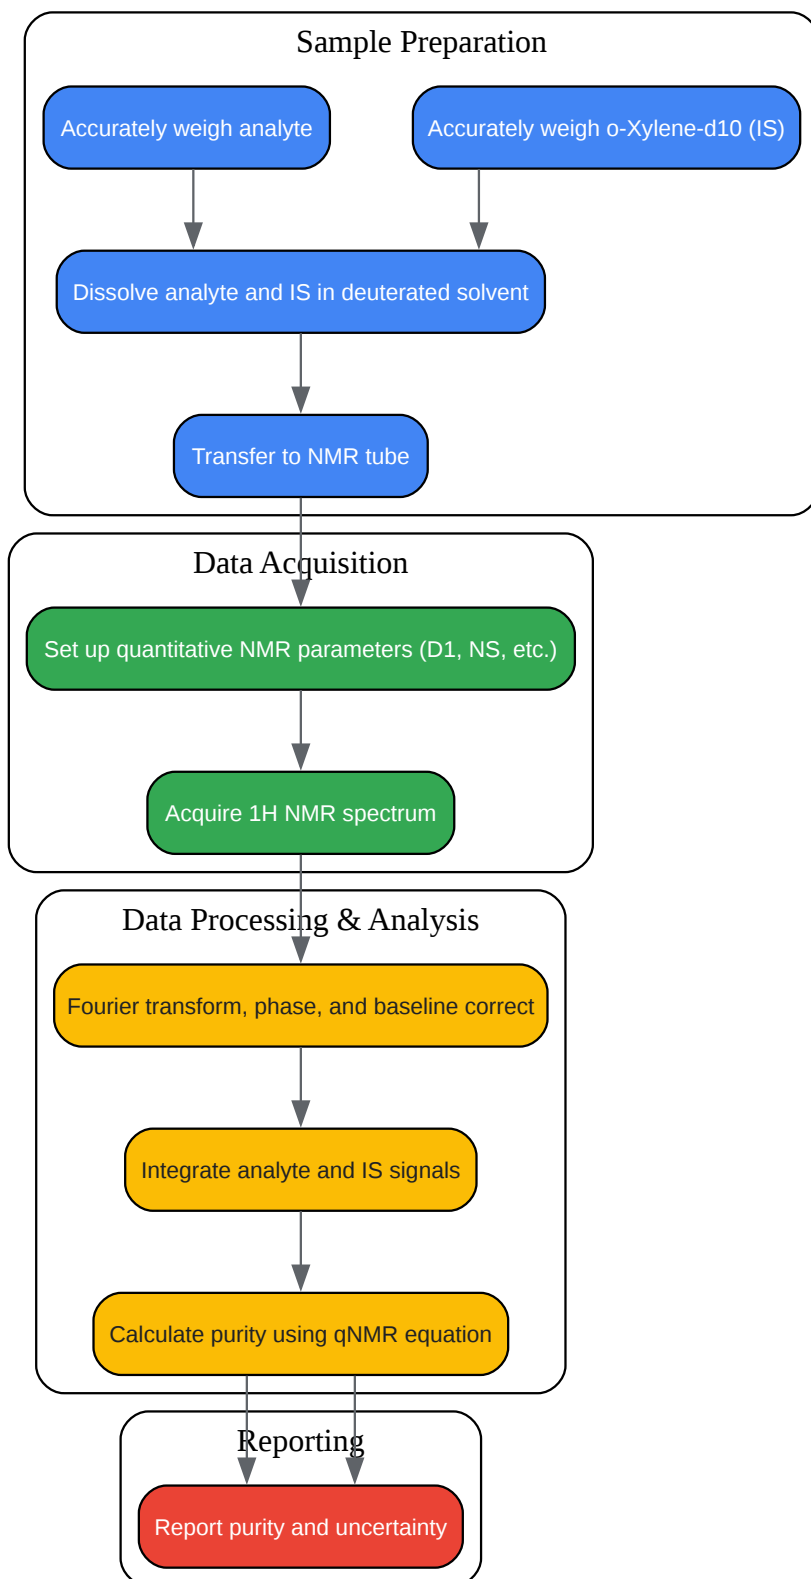 Sample Preparation
Accurately weigh analyte
Accurately weigh o-Xylene-d10 (IS)
Dissolve analyte and IS in deuterated solvent
Transfer to NMR tube
Data Acquisition
Set up quantitative NMR parameters (D1, NS, etc.)
Acquire 1H NMR spectrum
Data Processing & Analysis
Fourier transform, phase, and baseline correct
Integrate analyte and IS signals
Calculate purity using qNMR equation
Reporting
Report purity and uncertainty